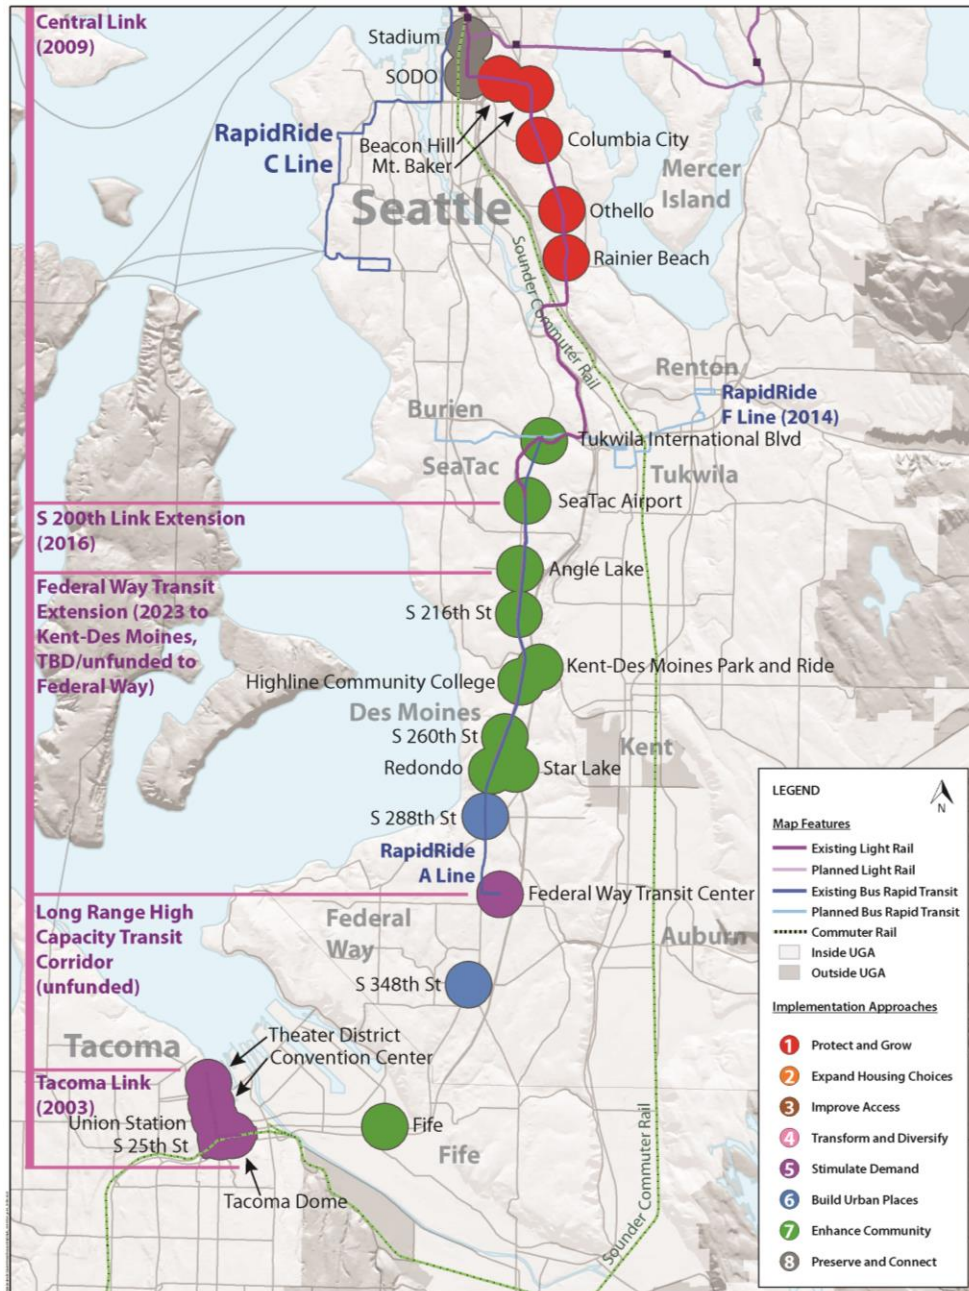 Central Link
(2009)
Stadium
SODO
RapidRide
C Line
Beacon Hill
Mt. Baker
Columbia City
Mercer
Island
Seattle
Othello
Rainier Beach
Sounder Commuter Rail
Renton
RapidRide
F Line (2014)
Burien
Tukwila International Blvd
SeaTac
Tukwila
SeaTac Airport
S 200th Link Extension
(2016)
Angle Lake
Federal Way Transit
Extension (2023 to
Kent-Des Moines,
TBD/unfunded to
Federal Way)
S 216th St
Kent-Des Moines Park and Ride
Highline Community College
Des Moines
S 260th St
Kent
Redondo
Star Lake
S 288th St
RapidRide
A Line
Federal Way Transit Center
Long Range High
Capacity Transit
Corridor
(unfunded)
Federal
Way
Auburn
S 348th St
Tacoma
Theater District
Convention Center
Tacoma Link
(2003)
Union Station
S 25th St
Fife
Fife
Tacoma Dome
Sounder Commuter Rail
LEGEND
N
Map Features
Existing Light Rail
Planned Light Rail
Existing Bus Rapid Transit
Planned Bus Rapid Transit
Commuter Rail
Inside UGA
Outside UGA
Implementation Approaches
1 Protect and Grow
2 Expand Housing Choices
3 Improve Access
4 Transform and Diversify
5 Stimulate Demand
6 Build Urban Places
7 Enhance Community
8 Preserve and Connect